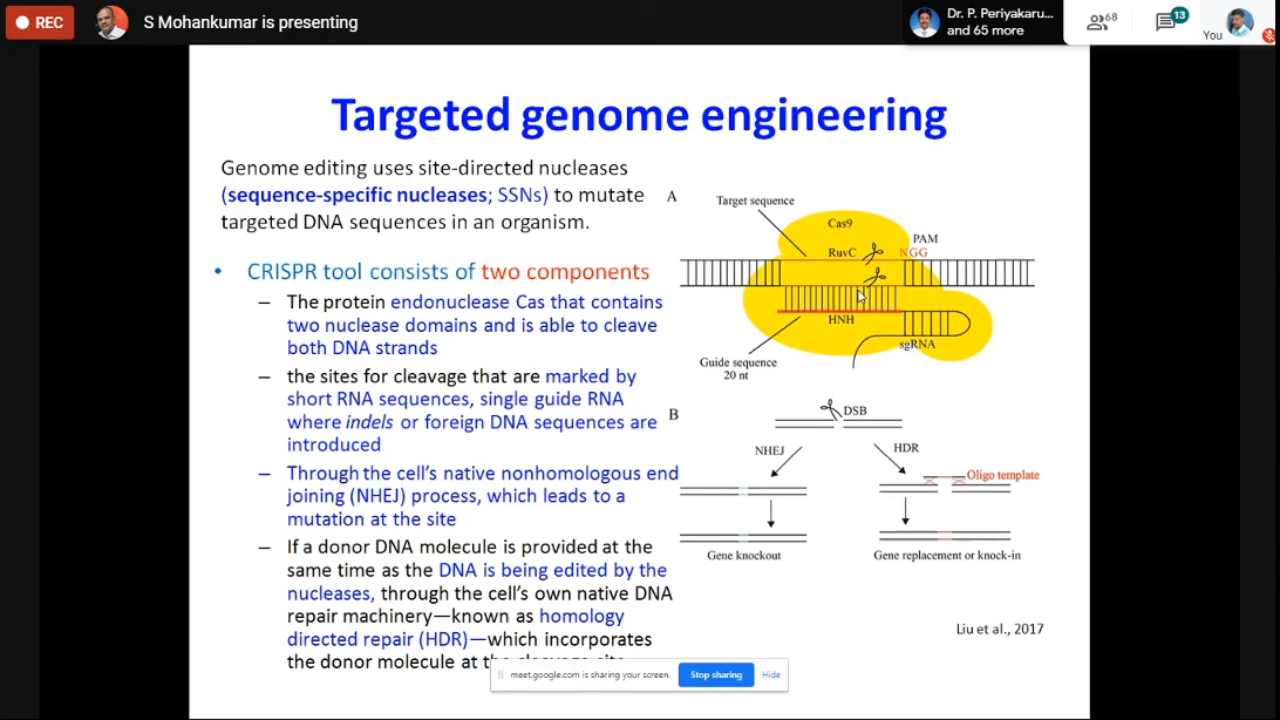 REC
S Mohankumar is presenting
Dr. P. Periyakaru...
and 65 more
68
13
You
Targeted genome engineering
Genome editing uses site-directed nucleases
(sequence-specific nucleases; SSNs) to mutate
targeted DNA sequences in an organism.
• CRISPR tool consists of two components
– The protein endonuclease Cas that contains
two nuclease domains and is able to cleave
both DNA strands
– the sites for cleavage that are marked by
short RNA sequences, single guide RNA
where indels or foreign DNA sequences are
introduced
– Through the cell's native nonhomologous end
joining (NHEJ) process, which leads to a
mutation at the site
– If a donor DNA molecule is provided at the
same time as the DNA is being edited by the
nucleases, through the cell's own native DNA
repair machinery—known as homology
directed repair (HDR)—which incorporates
the donor molecule at
A
Target sequence
Cas9
PAM
RuvC
NGG
HNH
sgRNA
Guide sequence
20 nt
B
DSB
NHEJ
HDR
Oligo template
Gene knockout
Gene replacement or knock-in
Liu et al., 2017
meet.google.com is sharing your screen.
Stop sharing
Hide